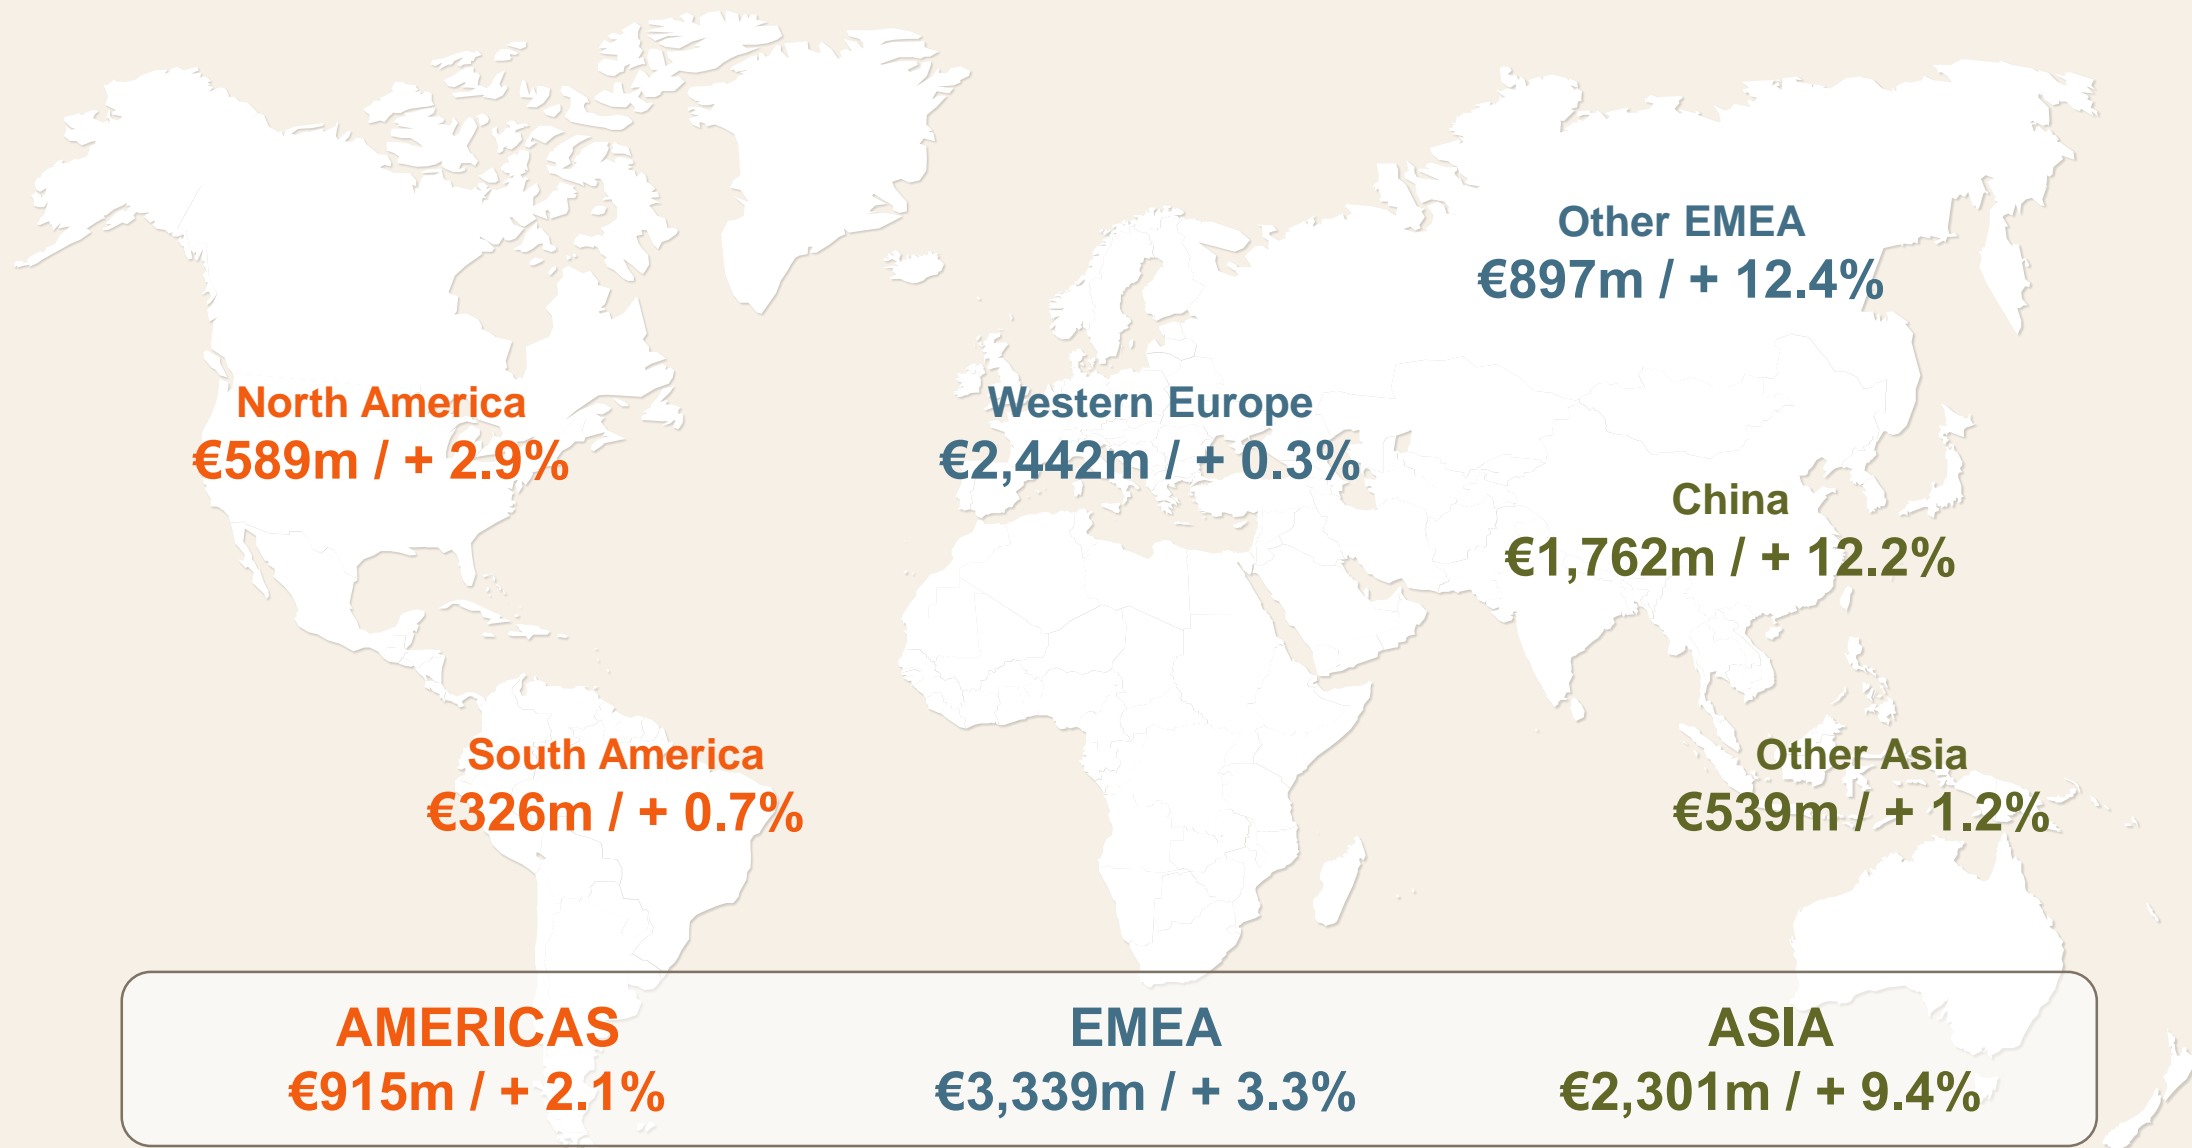 Other EMEA
€897m / + 12.4%
North America
€589m / + 2.9%
Western Europe
€2,442m / + 0.3%
China
€1,762m / + 12.2%
South America
€326m / + 0.7%
Other Asia
€539m / + 1.2%
AMERICAS
€915m / + 2.1%
EMEA
€3,339m / + 3.3%
ASIA
€2,301m / + 9.4%